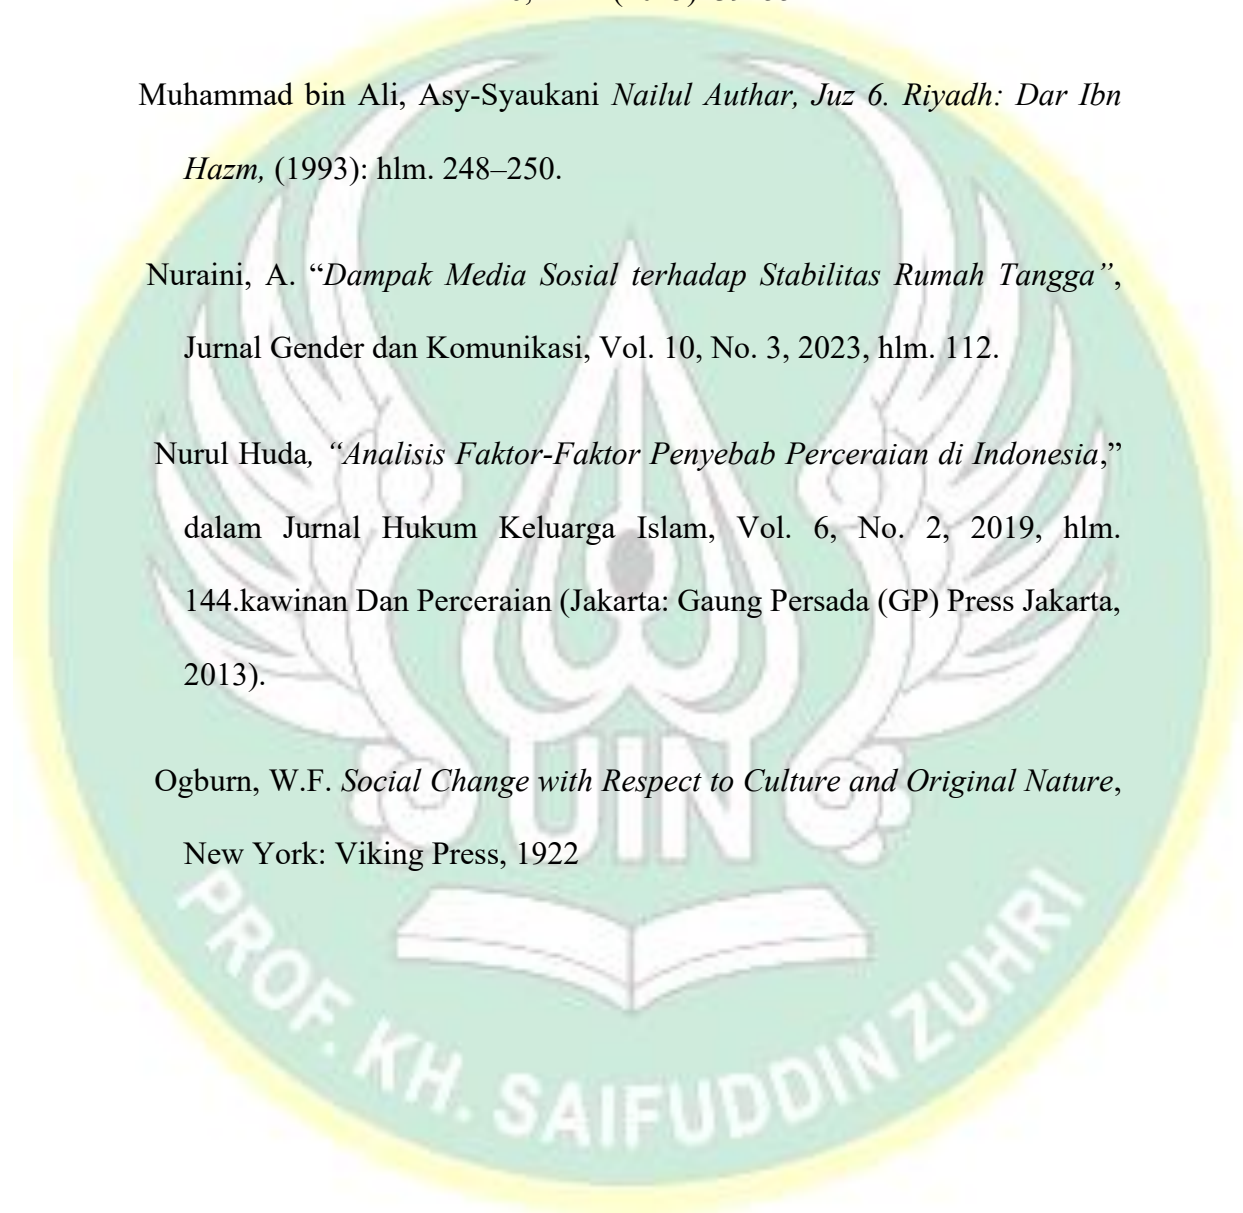 Muhammad bin Ali, Asy-Syaukani Nailul Authar, Juz 6. Riyadh: Dar Ibn
Hazm, (1993): hlm. 248–250.
Nuraini, A. “Dampak Media Sosial terhadap Stabilitas Rumah Tangga”,
Jurnal Gender dan Komunikasi, Vol. 10, No. 3, 2023, hlm. 112.
Nurul Huda, “Analisis Faktor-Faktor Penyebab Perceraian di Indonesia,”
dalam Jurnal Hukum Keluarga Islam, Vol. 6, No. 2, 2019, hlm.
144.kawinan Dan Perceraian (Jakarta: Gaung Persada (GP) Press Jakarta,
2013).
Ogburn, W.F. Social Change with Respect to Culture and Original Nature,
New York: Viking Press, 1922
UIN
PROF. KH. SAIFUDDIN ZUHRI